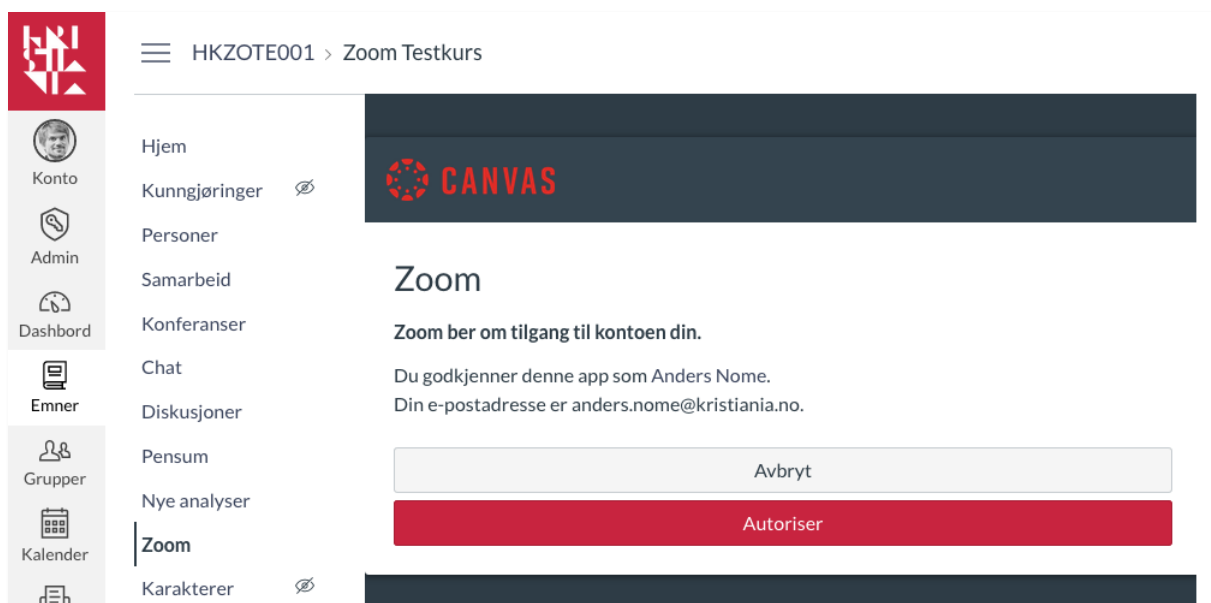 HKZOTE001 › Zoom Testkurs
Konto
Admin
Dashbord
Emner
Grupper
Kalender
Hjem
Kunngjøringer
Personer
Samarbeid
Konferanser
Chat
Diskusjoner
Pensum
Nye analyser
Zoom
Karakterer
CANVAS
Zoom
Zoom ber om tilgang til kontoen din.
Du godkjenner denne app som Anders Nome.
Din e-postadresse er anders.nome@kristiania.no.
Avbryt
Autoriser